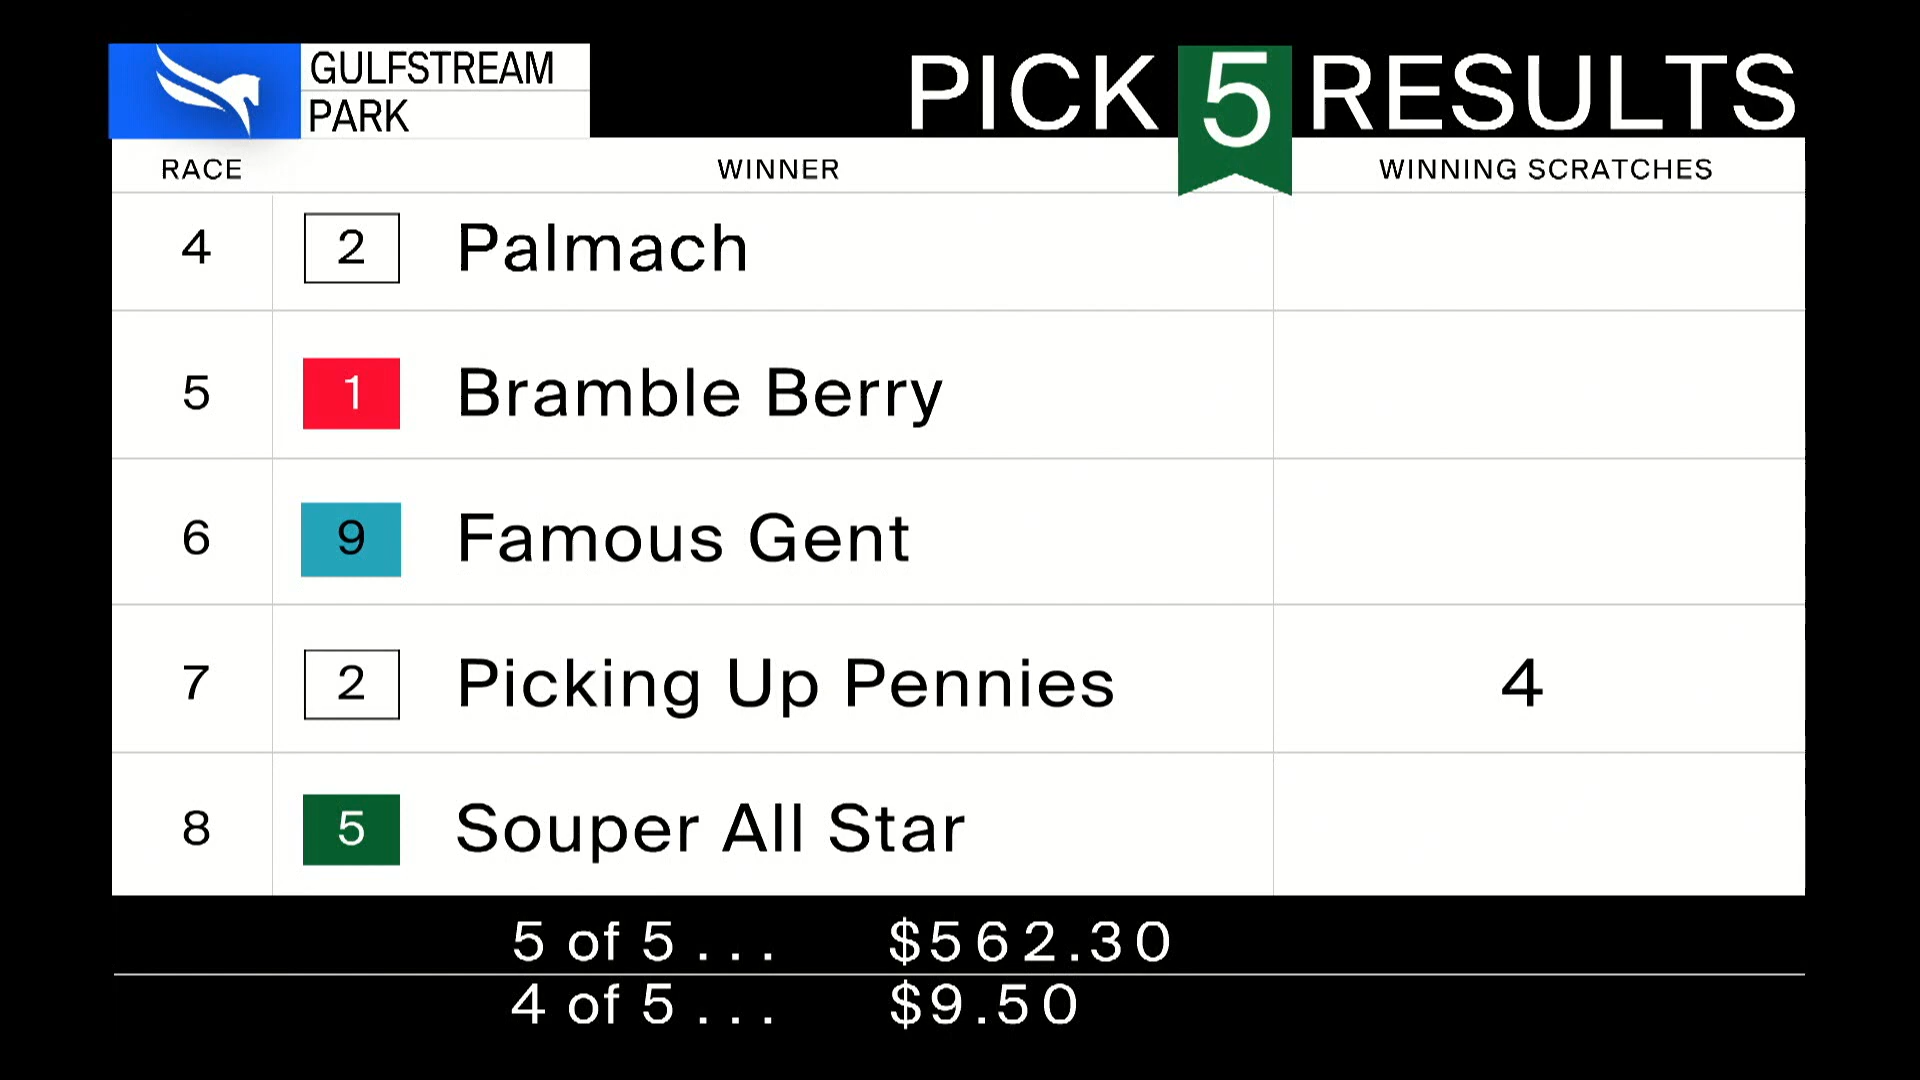 GULFSTREAM
PARK
PICK 5 RESULTS
RACE WINNER WINNING SCRATCHES
4 2 Palmach
5 1 Bramble Berry
6 9 Famous Gent
7 2 Picking Up Pennies 4
8 5 Souper All Star
5 of 5... $562.30
4 of 5... $9.50